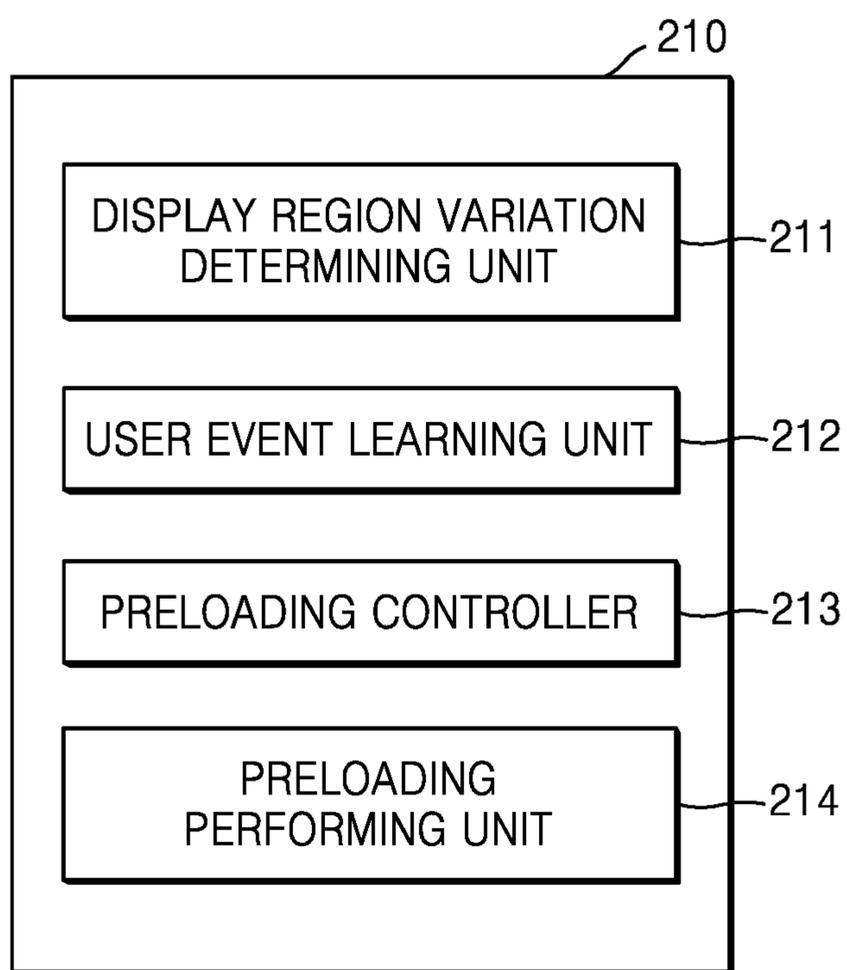 210
DISPLAY REGION VARIATION
DETERMINING UNIT
211
USER EVENT LEARNING UNIT
212
PRELOADING CONTROLLER
213
PRELOADING
PERFORMING UNIT
214